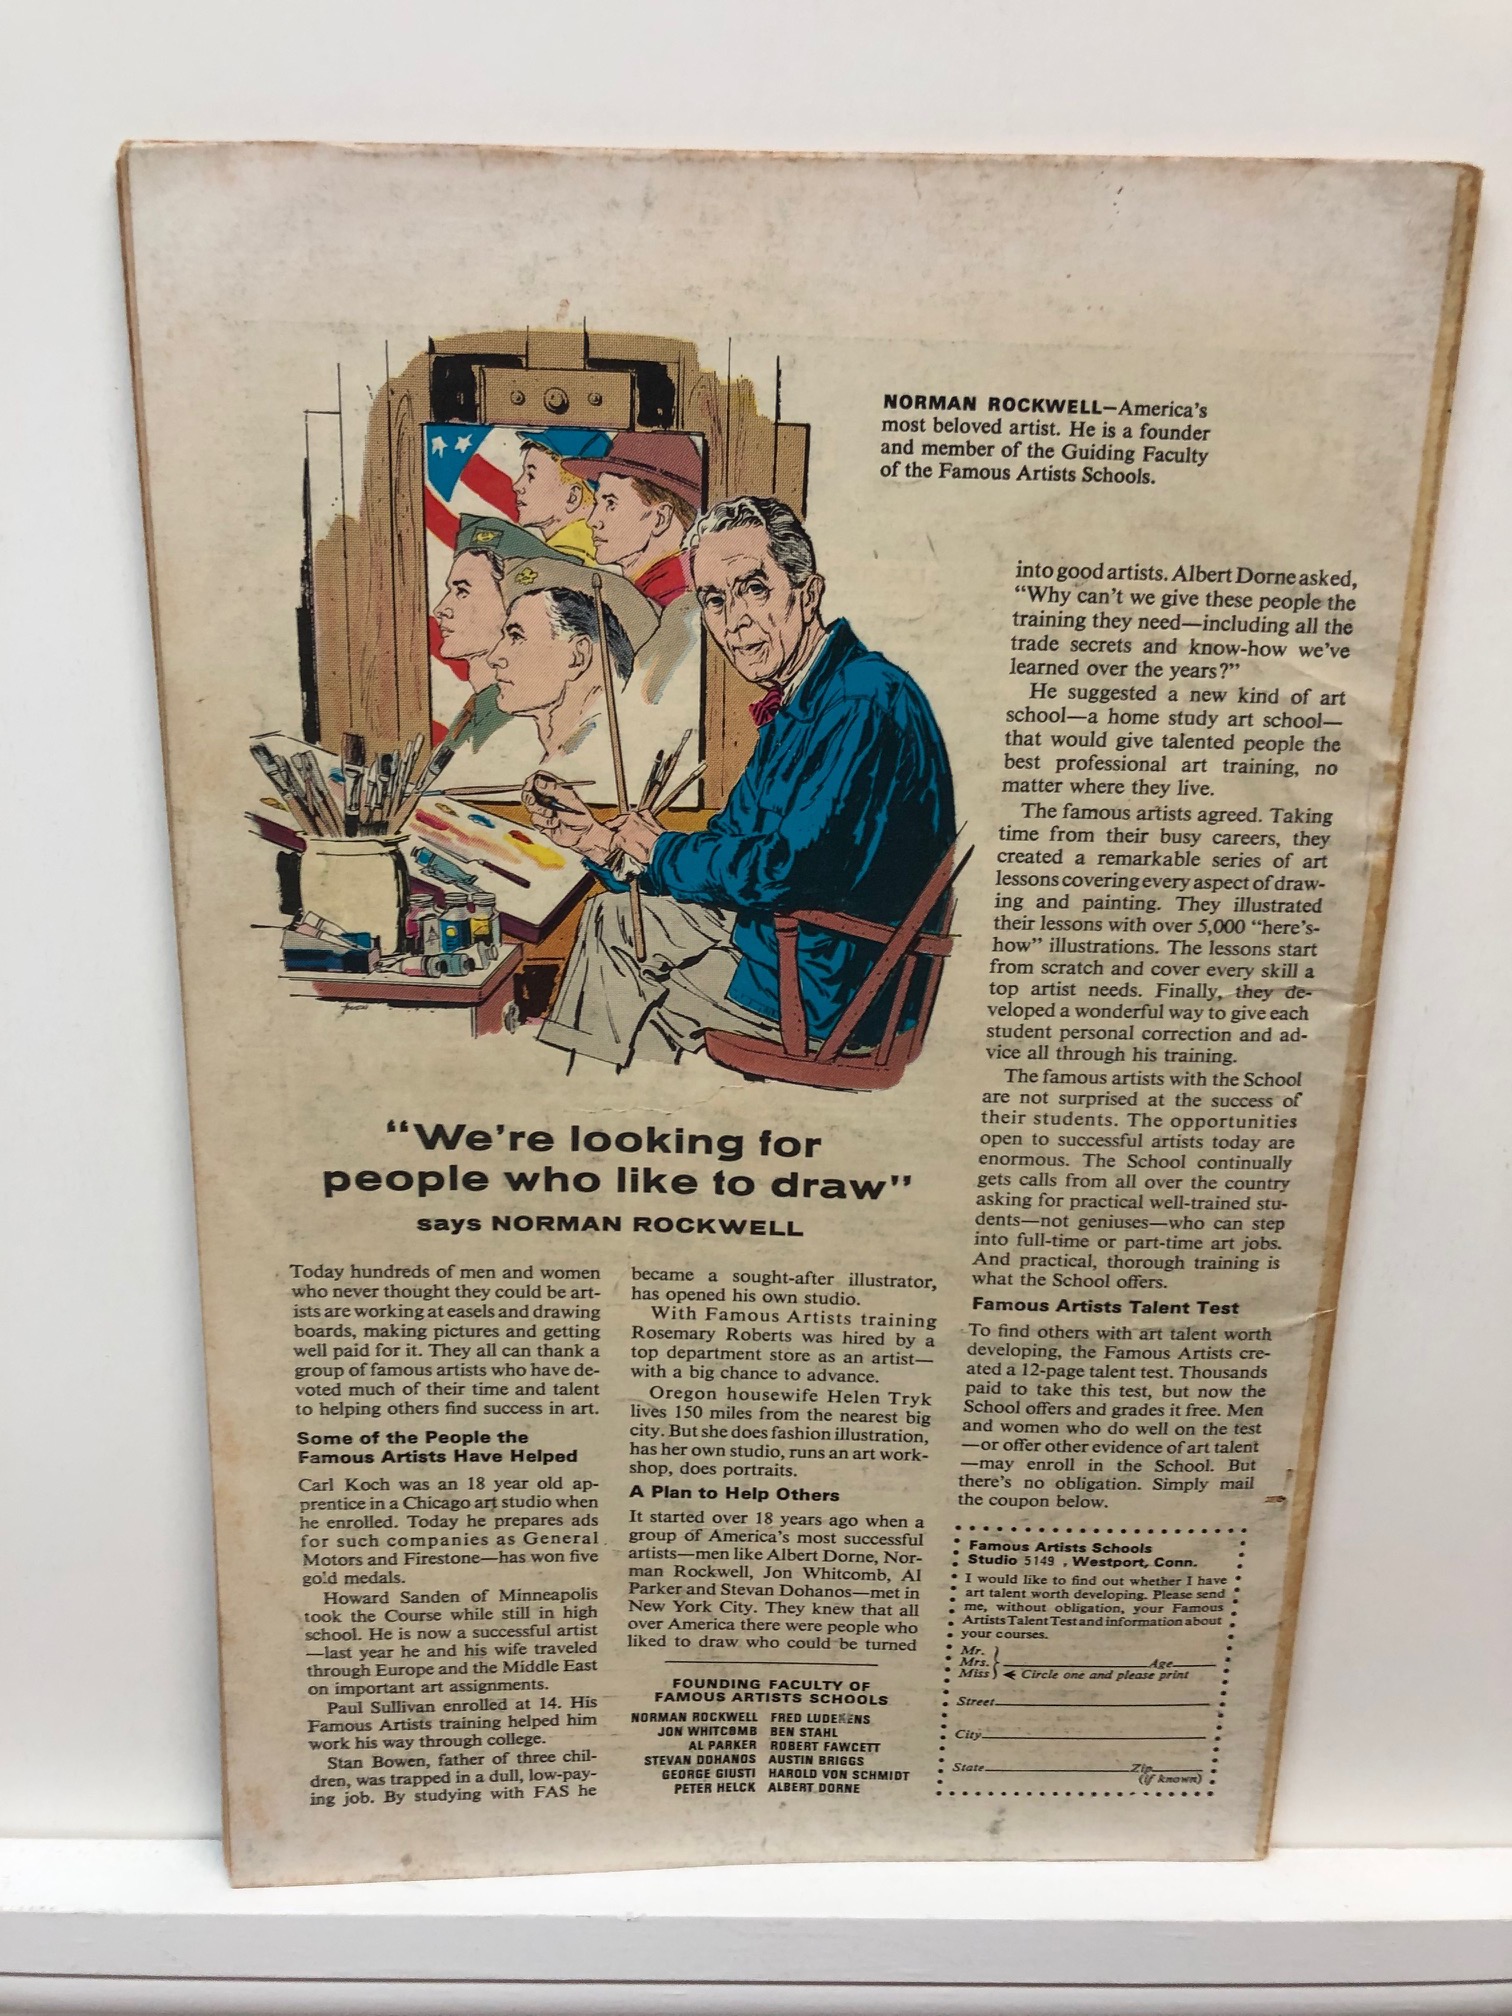 NORMAN ROCKWELL—America's
most beloved artist. He is a founder
and member of the Guiding Faculty
of the Famous Artists Schools.
"We're looking for
people who like to draw"
says NORMAN ROCKWELL
Today hundreds of men and women
who never thought they could be art-
ists are working at easels and drawing
boards, making pictures and getting
well paid for it. They all can thank a
group of famous artists who have de-
voted much of their time and talent
to helping others find success in art.
Some of the People the
Famous Artists Have Helped
Carl Koch was an 18 year old ap-
prentice in a Chicago art studio when
he enrolled. Today he prepares ads
for such companies as General
Motors and Firestone—has won five
gold medals.
Howard Sanden of Minneapolis
took the Course while still in high
school. He is now a successful artist
—last year he and his wife traveled
through Europe and the Middle East
on important art assignments.
Paul Sullivan enrolled at 14. His
Famous Artists training helped him
work his way through college.
Stan Bowen, father of three chil-
dren, was trapped in a dull, low-pay-
ing job. By studying with FAS he
became a sought-after illustrator,
has opened his own studio.
With Famous Artists training
Rosemary Roberts was hired by a
top department store as an artist—
with a big chance to advance.
Oregon housewife Helen Tryk
lives 150 miles from the nearest big
city. But she does fashion illustration,
has her own studio, runs an art work-
shop, does portraits.
A Plan to Help Others
It started over 18 years ago when a
group of America's most successful
artists—men like Albert Dorne, Nor-
man Rockwell, Jon Whitcomb, Al
Parker and Stevan Dohanos—met in
New York City. They knew that all
over America there were people who
liked to draw who could be turned
into good artists. Albert Dorne asked,
"Why can't we give these people the
training they need—including all the
trade secrets and know-how we've
learned over the years?"
He suggested a new kind of art
school—a home study art school—
that would give talented people the
best professional art training, no
matter where they live.
The famous artists agreed. Taking
time from their busy careers, they
created a remarkable series of art
lessons covering every aspect of draw-
ing and painting. They illustrated
their lessons with over 5,000 "here's-
how" illustrations. The lessons start
from scratch and cover every skill a
top artist needs. Finally, they de-
veloped a wonderful way to give each
student personal correction and ad-
vice all through his training.
The famous artists with the School
are not surprised at the success of
their students. The opportunities
open to successful artists today are
enormous. The School continually
gets calls from all over the country
asking for practical well-trained stu-
dents—not geniuses—who can step
into full-time or part-time art jobs.
And practical, thorough training is
what the School offers.
Famous Artists Talent Test
To find others with art talent worth
developing, the Famous Artists cre-
ated a 12-page talent test. Thousands
paid to take this test, but now the
School offers and grades it free. Men
and women who do well on the test
—or offer other evidence of art talent
—may enroll in the School. But
there's no obligation. Simply mail
the coupon below.
FOUNDING FACULTY OF
FAMOUS ARTISTS SCHOOLS
NORMAN ROCKWELL FRED LUDEKENS
JON WHITCOMB BEN STAHL
AL PARKER ROBERT FAWCETT
STEVAN DOHANOS AUSTIN BRIGGS
GEORGE GIUSTI HAROLD VON SCHMIDT
PETER HELCK ALBERT DORNE
Famous Artists Schools
Studio 5149 , Westport, Conn.
I would like to find out whether I have
art talent worth developing. Please send
me, without obligation, your Famous
Artists Talent Test and information about
your courses.
Mr.
Mrs. Age
Miss Circle one and please print
Street
City
State Zip
(if known)